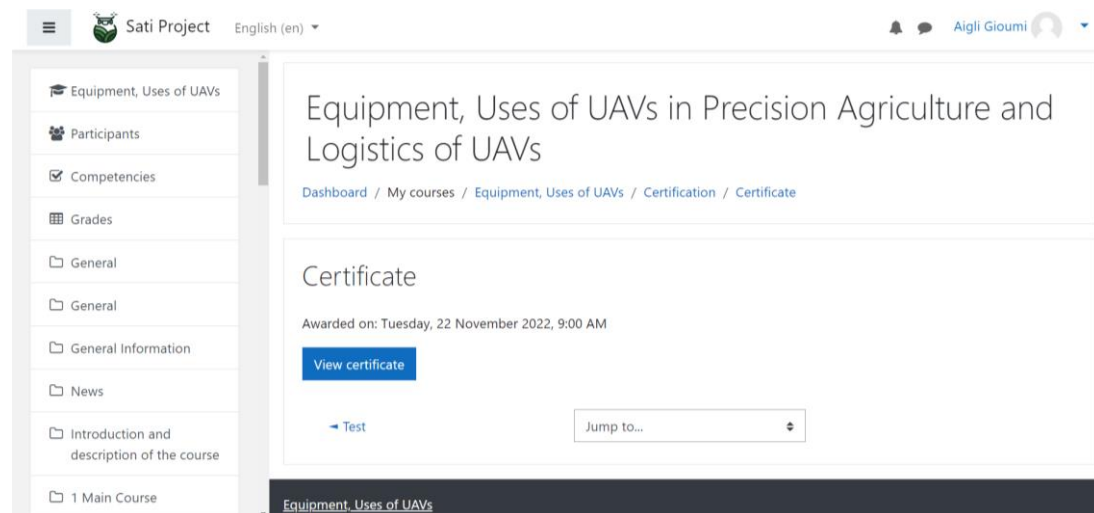 Sati Project English (en)
Aigli Gioumi
Equipment, Uses of UAVs
Participants
Competencies
Grades
General
General
General Information
News
Introduction and
description of the course
1 Main Course
Equipment, Uses of UAVs in Precision Agriculture and
Logistics of UAVs
Dashboard / My courses / Equipment, Uses of UAVs / Certification / Certificate
Certificate
Awarded on: Tuesday, 22 November 2022, 9:00 AM
View certificate
◄ Test
Jump to...
Equipment, Uses of UAVs